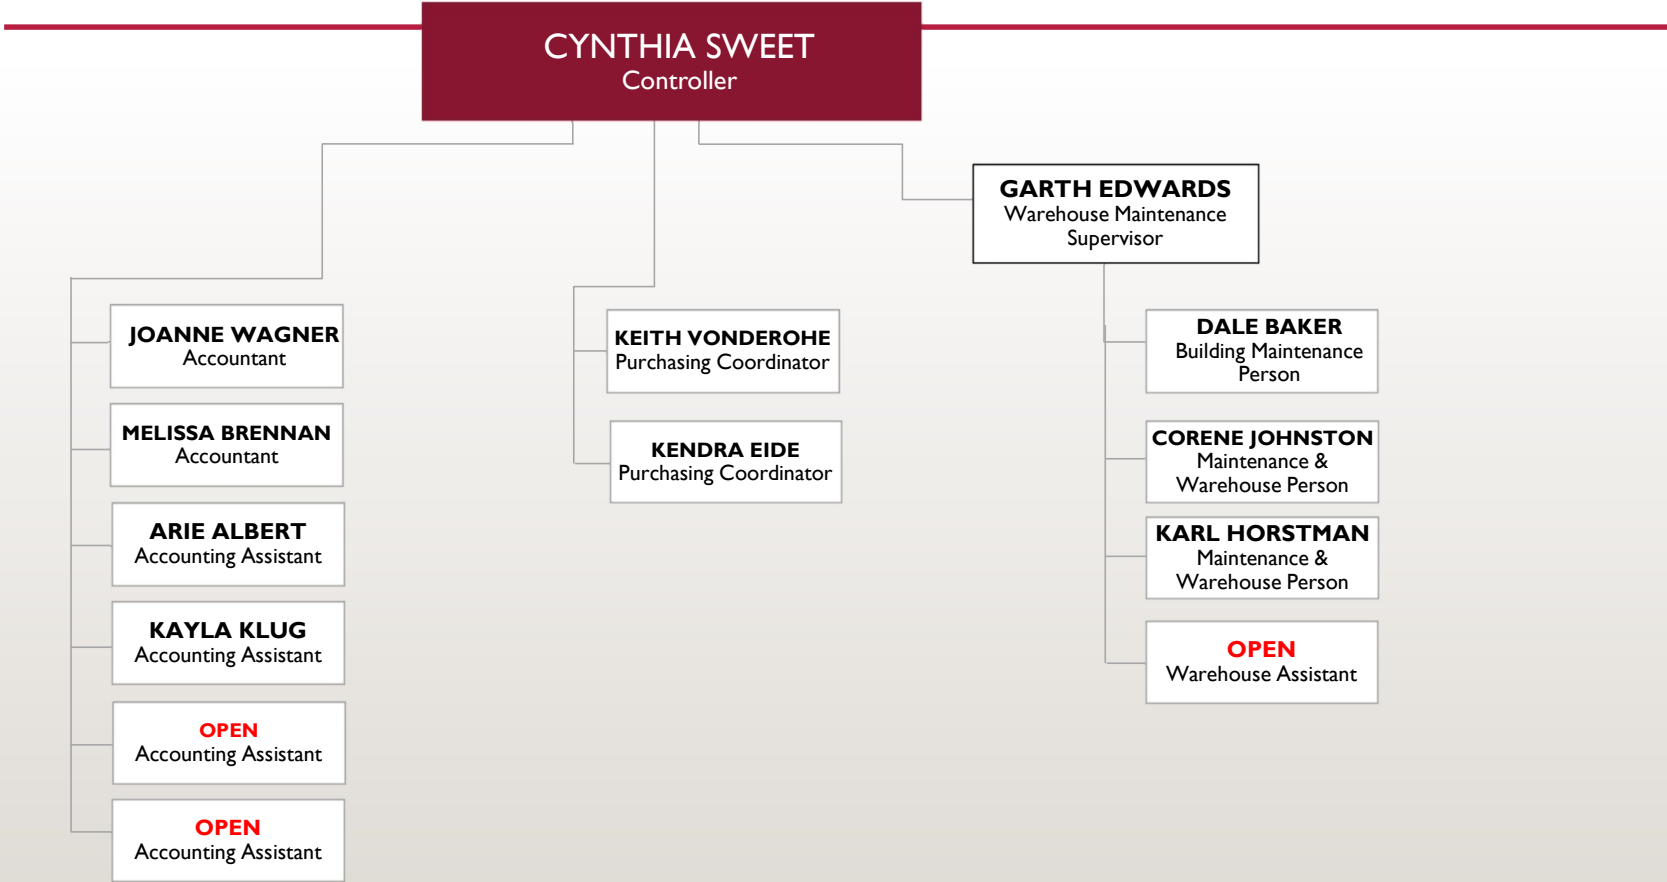 CYNTHIA SWEET
Controller
GARTH EDWARDS
Warehouse Maintenance
Supervisor
JOANNE WAGNER
Accountant
MELISSA BRENNAN
Accountant
ARIE ALBERT
Accounting Assistant
KAYLA KLUG
Accounting Assistant
OPEN
Accounting Assistant
OPEN
Accounting Assistant
KEITH VONDEROHE
Purchasing Coordinator
KENDRA EIDE
Purchasing Coordinator
DALE BAKER
Building Maintenance
Person
CORENE JOHNSTON
Maintenance &
Warehouse Person
KARL HORSTMAN
Maintenance &
Warehouse Person
OPEN
Warehouse Assistant